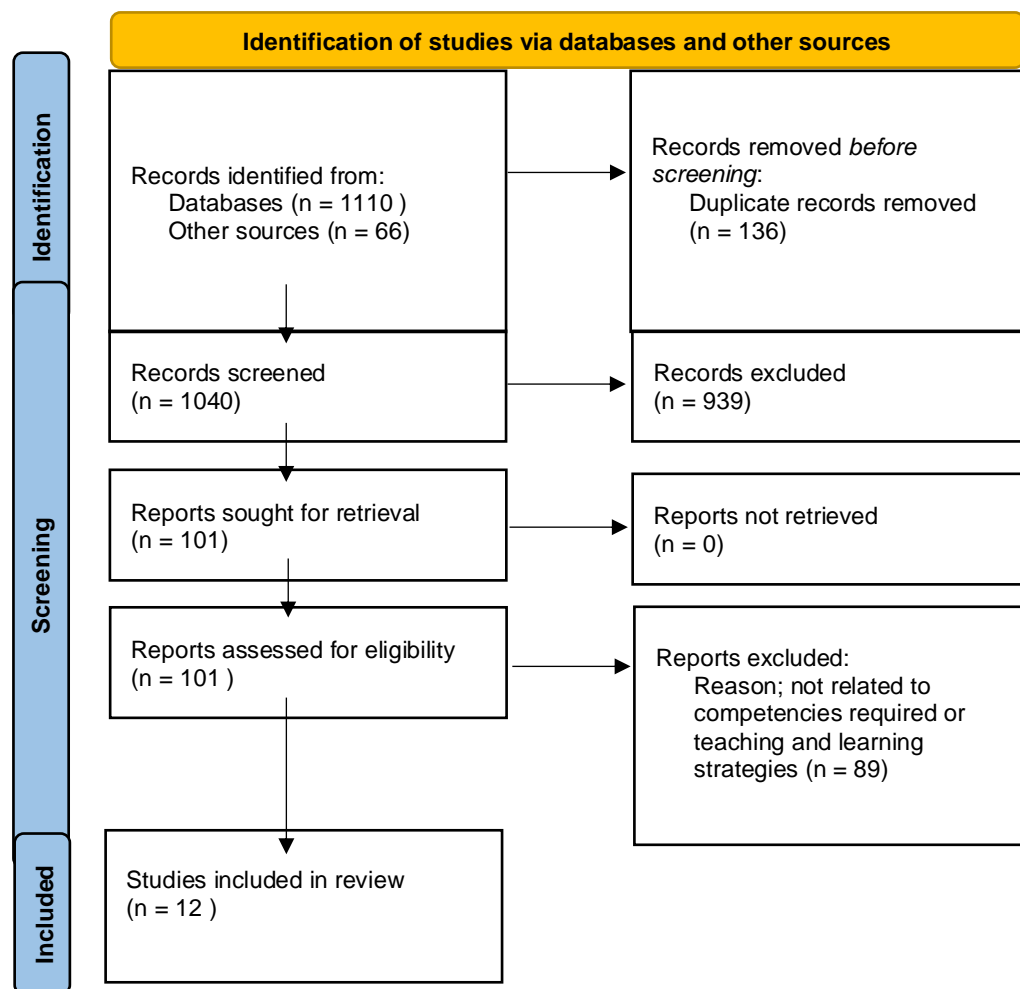 Identification of studies via databases and other sources
Identification
Records identified from:
Databases (n = 1110 )
Other sources (n = 66)
Records removed before
screening:
Duplicate records removed
(n = 136)
Screening
Records screened
(n = 1040)
Records excluded
(n = 939)
Reports sought for retrieval
(n = 101)
Reports not retrieved
(n = 0)
Reports assessed for eligibility
(n = 101 )
Reports excluded:
Reason; not related to
competencies required or
teaching and learning
strategies (n = 89)
Included
Studies included in review
(n = 12 )